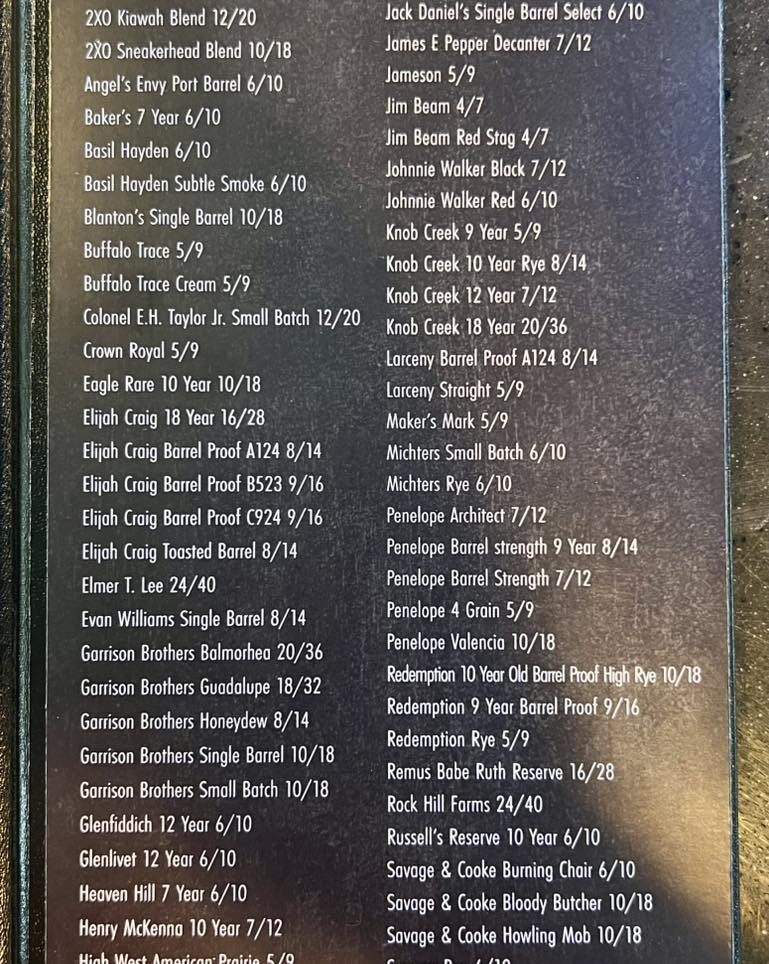 2XO Kiawah Blend 12/20
2XO Sneakerhead Blend 10/18
Angel's Envy Port Barrel 6/10
Baker's 7 Year 6/10
Basil Hayden 6/10
Basil Hayden Subtle Smoke 6/10
Blanton's Single Barrel 10/18
Buffalo Trace 5/9
Buffalo Trace Cream 5/9
Colonel E.H. Taylor Jr. Small Batch 12/20
Crown Royal 5/9
Eagle Rare 10 Year 10/18
Elijah Craig 18 Year 16/28
Elijah Craig Barrel Proof A124 8/14
Elijah Craig Barrel Proof B523 9/16
Elijah Craig Barrel Proof C924 9/16
Elijah Craig Toasted Barrel 8/14
Elmer T. Lee 24/40
Evan Williams Single Barrel 8/14
Garrison Brothers Balmorhea 20/36
Garrison Brothers Guadalupe 18/32
Garrison Brothers Honeydew 8/14
Garrison Brothers Single Barrel 10/18
Garrison Brothers Small Batch 10/18
Glenfiddich 12 Year 6/10
Glenlivet 12 Year 6/10
Heaven Hill 7 Year 6/10
Henry McKenna 10 Year 7/12
High West American Prairie 5/9
Jack Daniel's Single Barrel Select 6/10
James E Pepper Decanter 7/12
Jameson 5/9
Jim Beam 4/7
Jim Beam Red Stag 4/7
Johnnie Walker Black 7/12
Johnnie Walker Red 6/10
Knob Creek 9 Year 5/9
Knob Creek 10 Year Rye 8/14
Knob Creek 12 Year 7/12
Knob Creek 18 Year 20/36
Larceny Barrel Proof A124 8/14
Larceny Straight 5/9
Maker's Mark 5/9
Michters Small Batch 6/10
Michters Rye 6/10
Penelope Architect 7/12
Penelope Barrel strength 9 Year 8/14
Penelope Barrel Strength 7/12
Penelope 4 Grain 5/9
Penelope Valencia 10/18
Redemption 10 Year Old Barrel Proof High Rye 10/18
Redemption 9 Year Barrel Proof 9/16
Redemption Rye 5/9
Remus Babe Ruth Reserve 16/28
Rock Hill Farms 24/40
Russell's Reserve 10 Year 6/10
Savage & Cooke Burning Chair 6/10
Savage & Cooke Bloody Butcher 10/18
Savage & Cooke Howling Mob 10/18